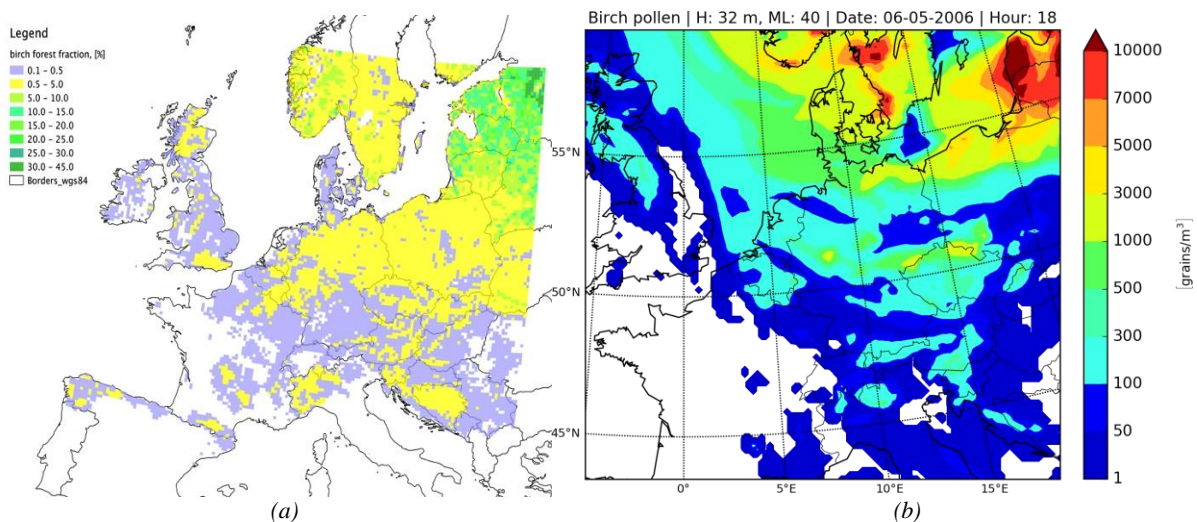 Legend
birch forest fraction, [%]
0.1 – 0.5
0.5 – 5.0
5.0 – 10.0
10.0 – 15.0
15.0 – 20.0
20.0 – 25.0
25.0 – 30.0
30.0 – 45.0
Borders_wgs84
(a)
Birch pollen | H: 32 m, ML: 40 | Date: 06-05-2006 | Hour: 18
55°N
50°N
45°N
0°
5°E
10°E
15°E
10000
7000
5000
3000
1000
500
300
100
50
1
[grains/m³]
(b)